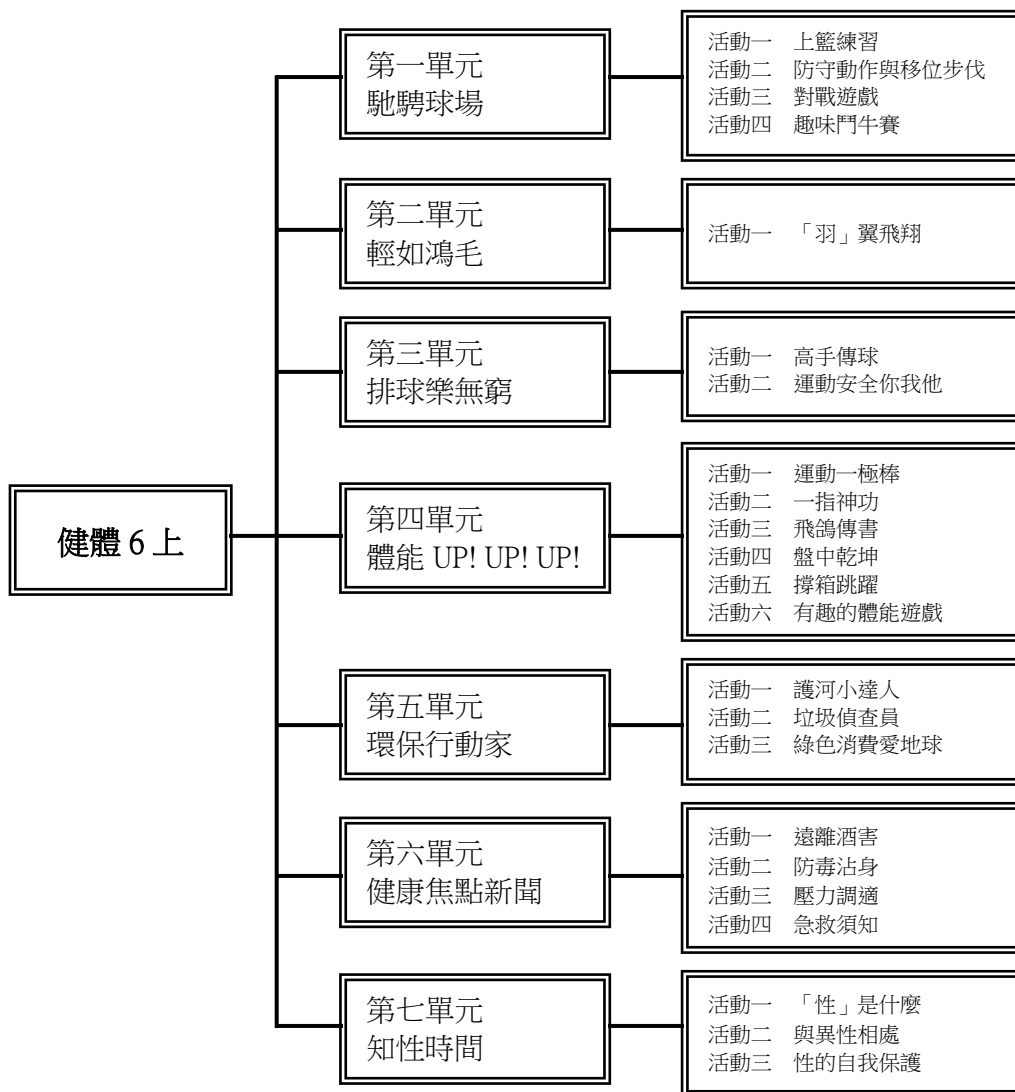 健體 6 上
第一單元
馳騁球場
活動一　上籃練習
活動二　防守動作與移位步伐
活動三　對戰遊戲
活動四　趣味鬥牛賽
第二單元
輕如鴻毛
活動一　「羽」翼飛翔
第三單元
排球樂無窮
活動一　高手傳球
活動二　運動安全你我他
第四單元
體能 UP! UP! UP!
活動一　運動一極棒
活動二　一指神功
活動三　飛鴿傳書
活動四　盤中乾坤
活動五　撐箱跳躍
活動六　有趣的體能遊戲
第五單元
環保行動家
活動一　護河小達人
活動二　垃圾偵查員
活動三　綠色消費愛地球
第六單元
健康焦點新聞
活動一　遠離酒害
活動二　防毒沾身
活動三　壓力調適
活動四　急救須知
第七單元
知性時間
活動一　「性」是什麼
活動二　與異性相處
活動三　性的自我保護